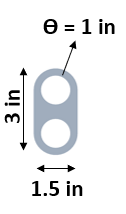 Ө = 1 in
3 in
1.5 in